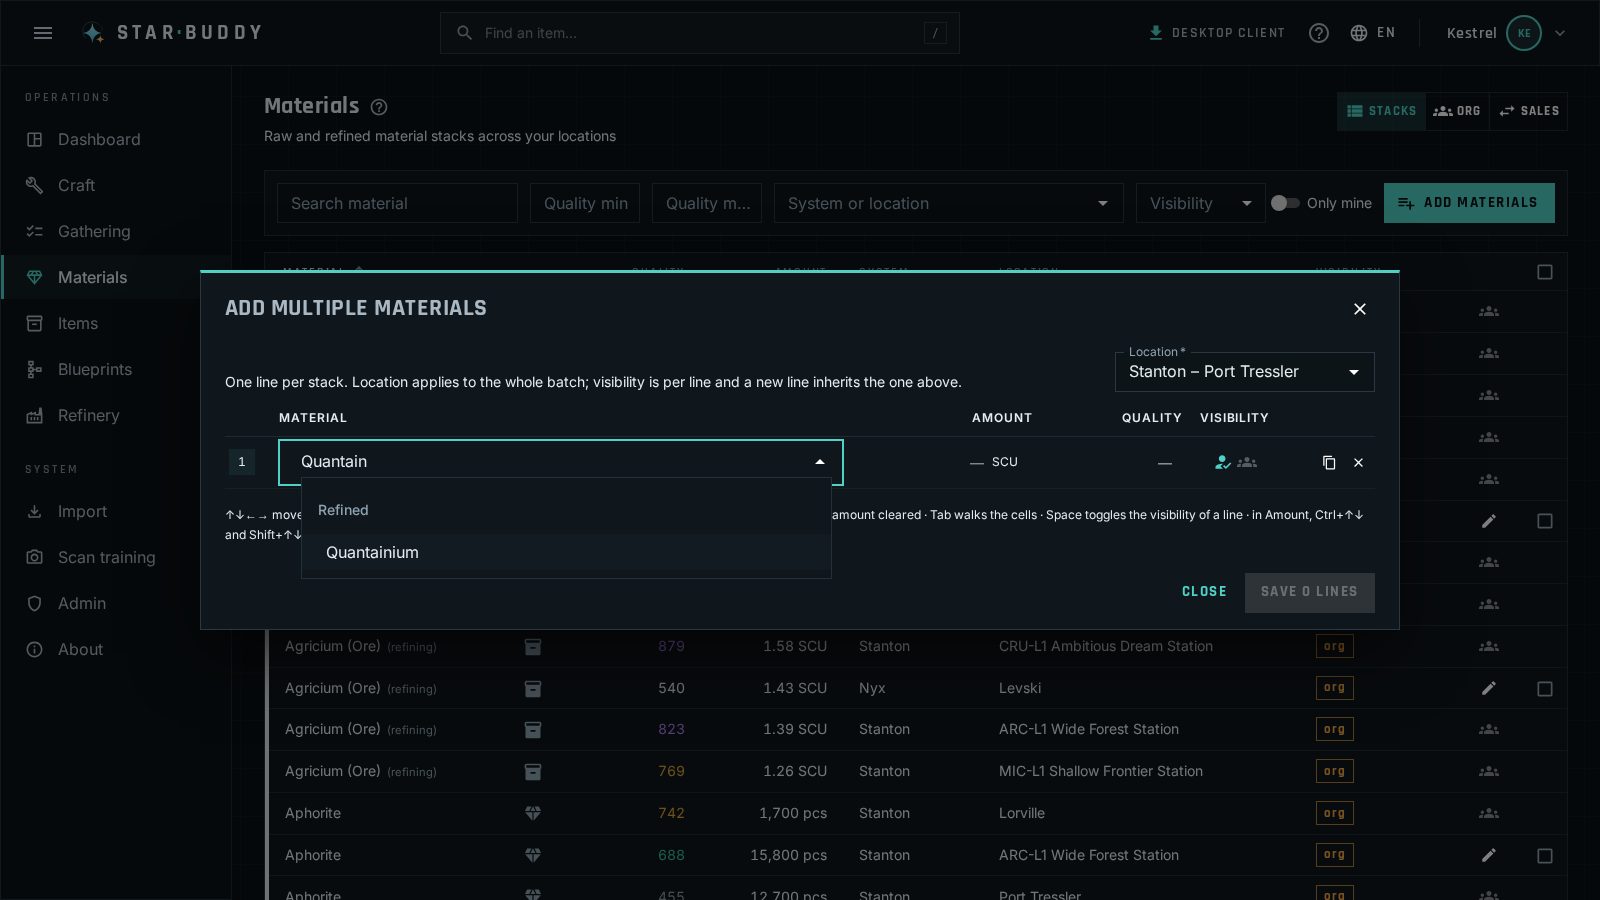 STAR·BUDDY
Find an item...
/
DESKTOP CLIENT
EN
Kestrel
KE
OPERATIONS
Dashboard
Craft
Gathering
Materials
Items
Blueprints
Refinery
SYSTEM
Import
Scan training
Admin
About
Materials
Raw and refined material stacks across your locations
STACKS
ORG
SALES
Search material
Quality min
Quality m...
System or location
Visibility
Only mine
ADD MATERIALS
ADD MULTIPLE MATERIALS
One line per stack. Location applies to the whole batch; visibility is per line and a new line inherits the one above.
Location *
Stanton – Port Tressler
MATERIAL AMOUNT QUALITY VISIBILITY
1 Quantain — SCU —
Refined
Quantainium
↑↓←→ move
amount cleared · Tab walks the cells · Space toggles the visibility of a line · in Amount, Ctrl+↑↓
and Shift+↑↓
CLOSE
SAVE 0 LINES
Agricium (Ore) (refining) 879 1.58 SCU Stanton CRU-L1 Ambitious Dream Station org
Agricium (Ore) (refining) 540 1.43 SCU Nyx Levski org
Agricium (Ore) (refining) 823 1.39 SCU Stanton ARC-L1 Wide Forest Station org
Agricium (Ore) (refining) 769 1.26 SCU Stanton MIC-L1 Shallow Frontier Station org
Aphorite 742 1,700 pcs Stanton Lorville org
Aphorite 688 15,800 pcs Stanton ARC-L1 Wide Forest Station org
Aphorite 455 12,700 pcs Stanton Port Tressler org